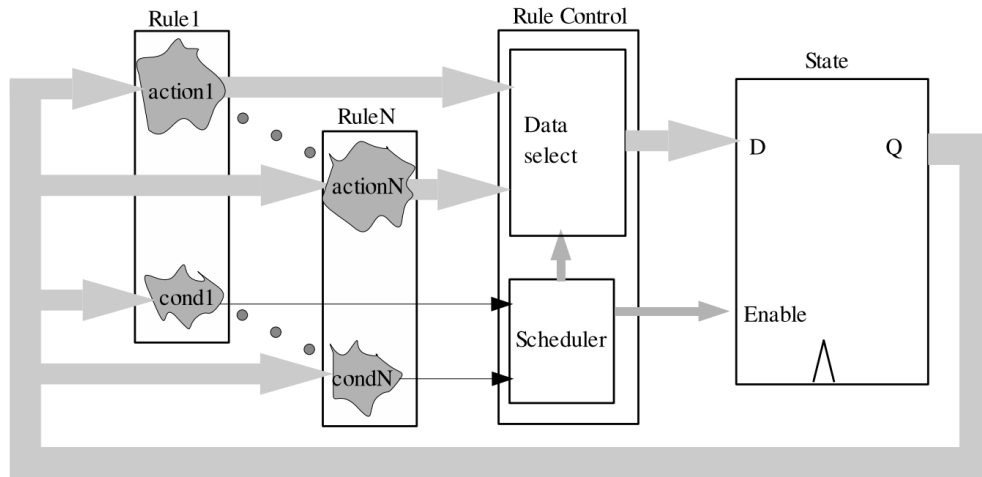 Rule1
Rule Control
State
action1
RuleN
Data
select
D
Q
actionN
cond1
Enable
Scheduler
condN